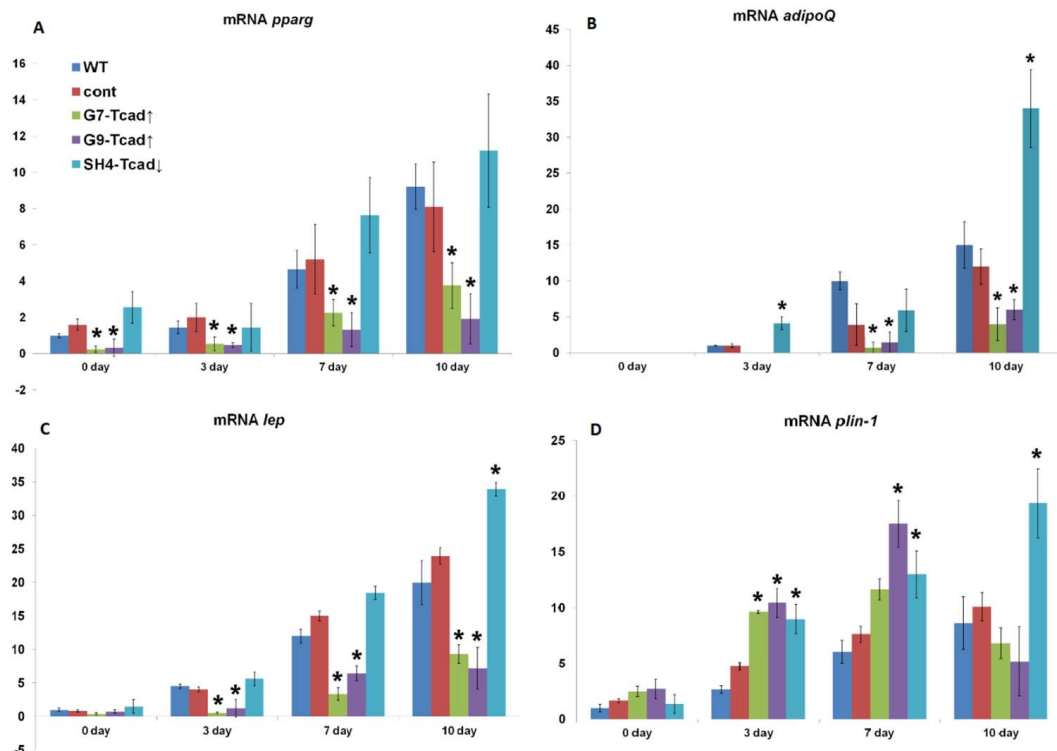 A
mRNA pparg
16
14
12
10
8
6
4
2
0
-2
WT
cont
G7-Tcad↑
G9-Tcad↑
SH4-Tcad↓
* * * * * * * *
0 day 3 day 7 day 10 day
B
mRNA adipoQ
45
40
35
30
25
20
15
10
5
0
* * * * * *
0 day 3 day 7 day 10 day
C
mRNA lep
40
35
30
25
20
15
10
5
0
-5
* * * * * * *
0 day 3 day 7 day 10 day
D
mRNA plin-1
25
20
15
10
5
0
* * * * * *
0 day 3 day 7 day 10 day